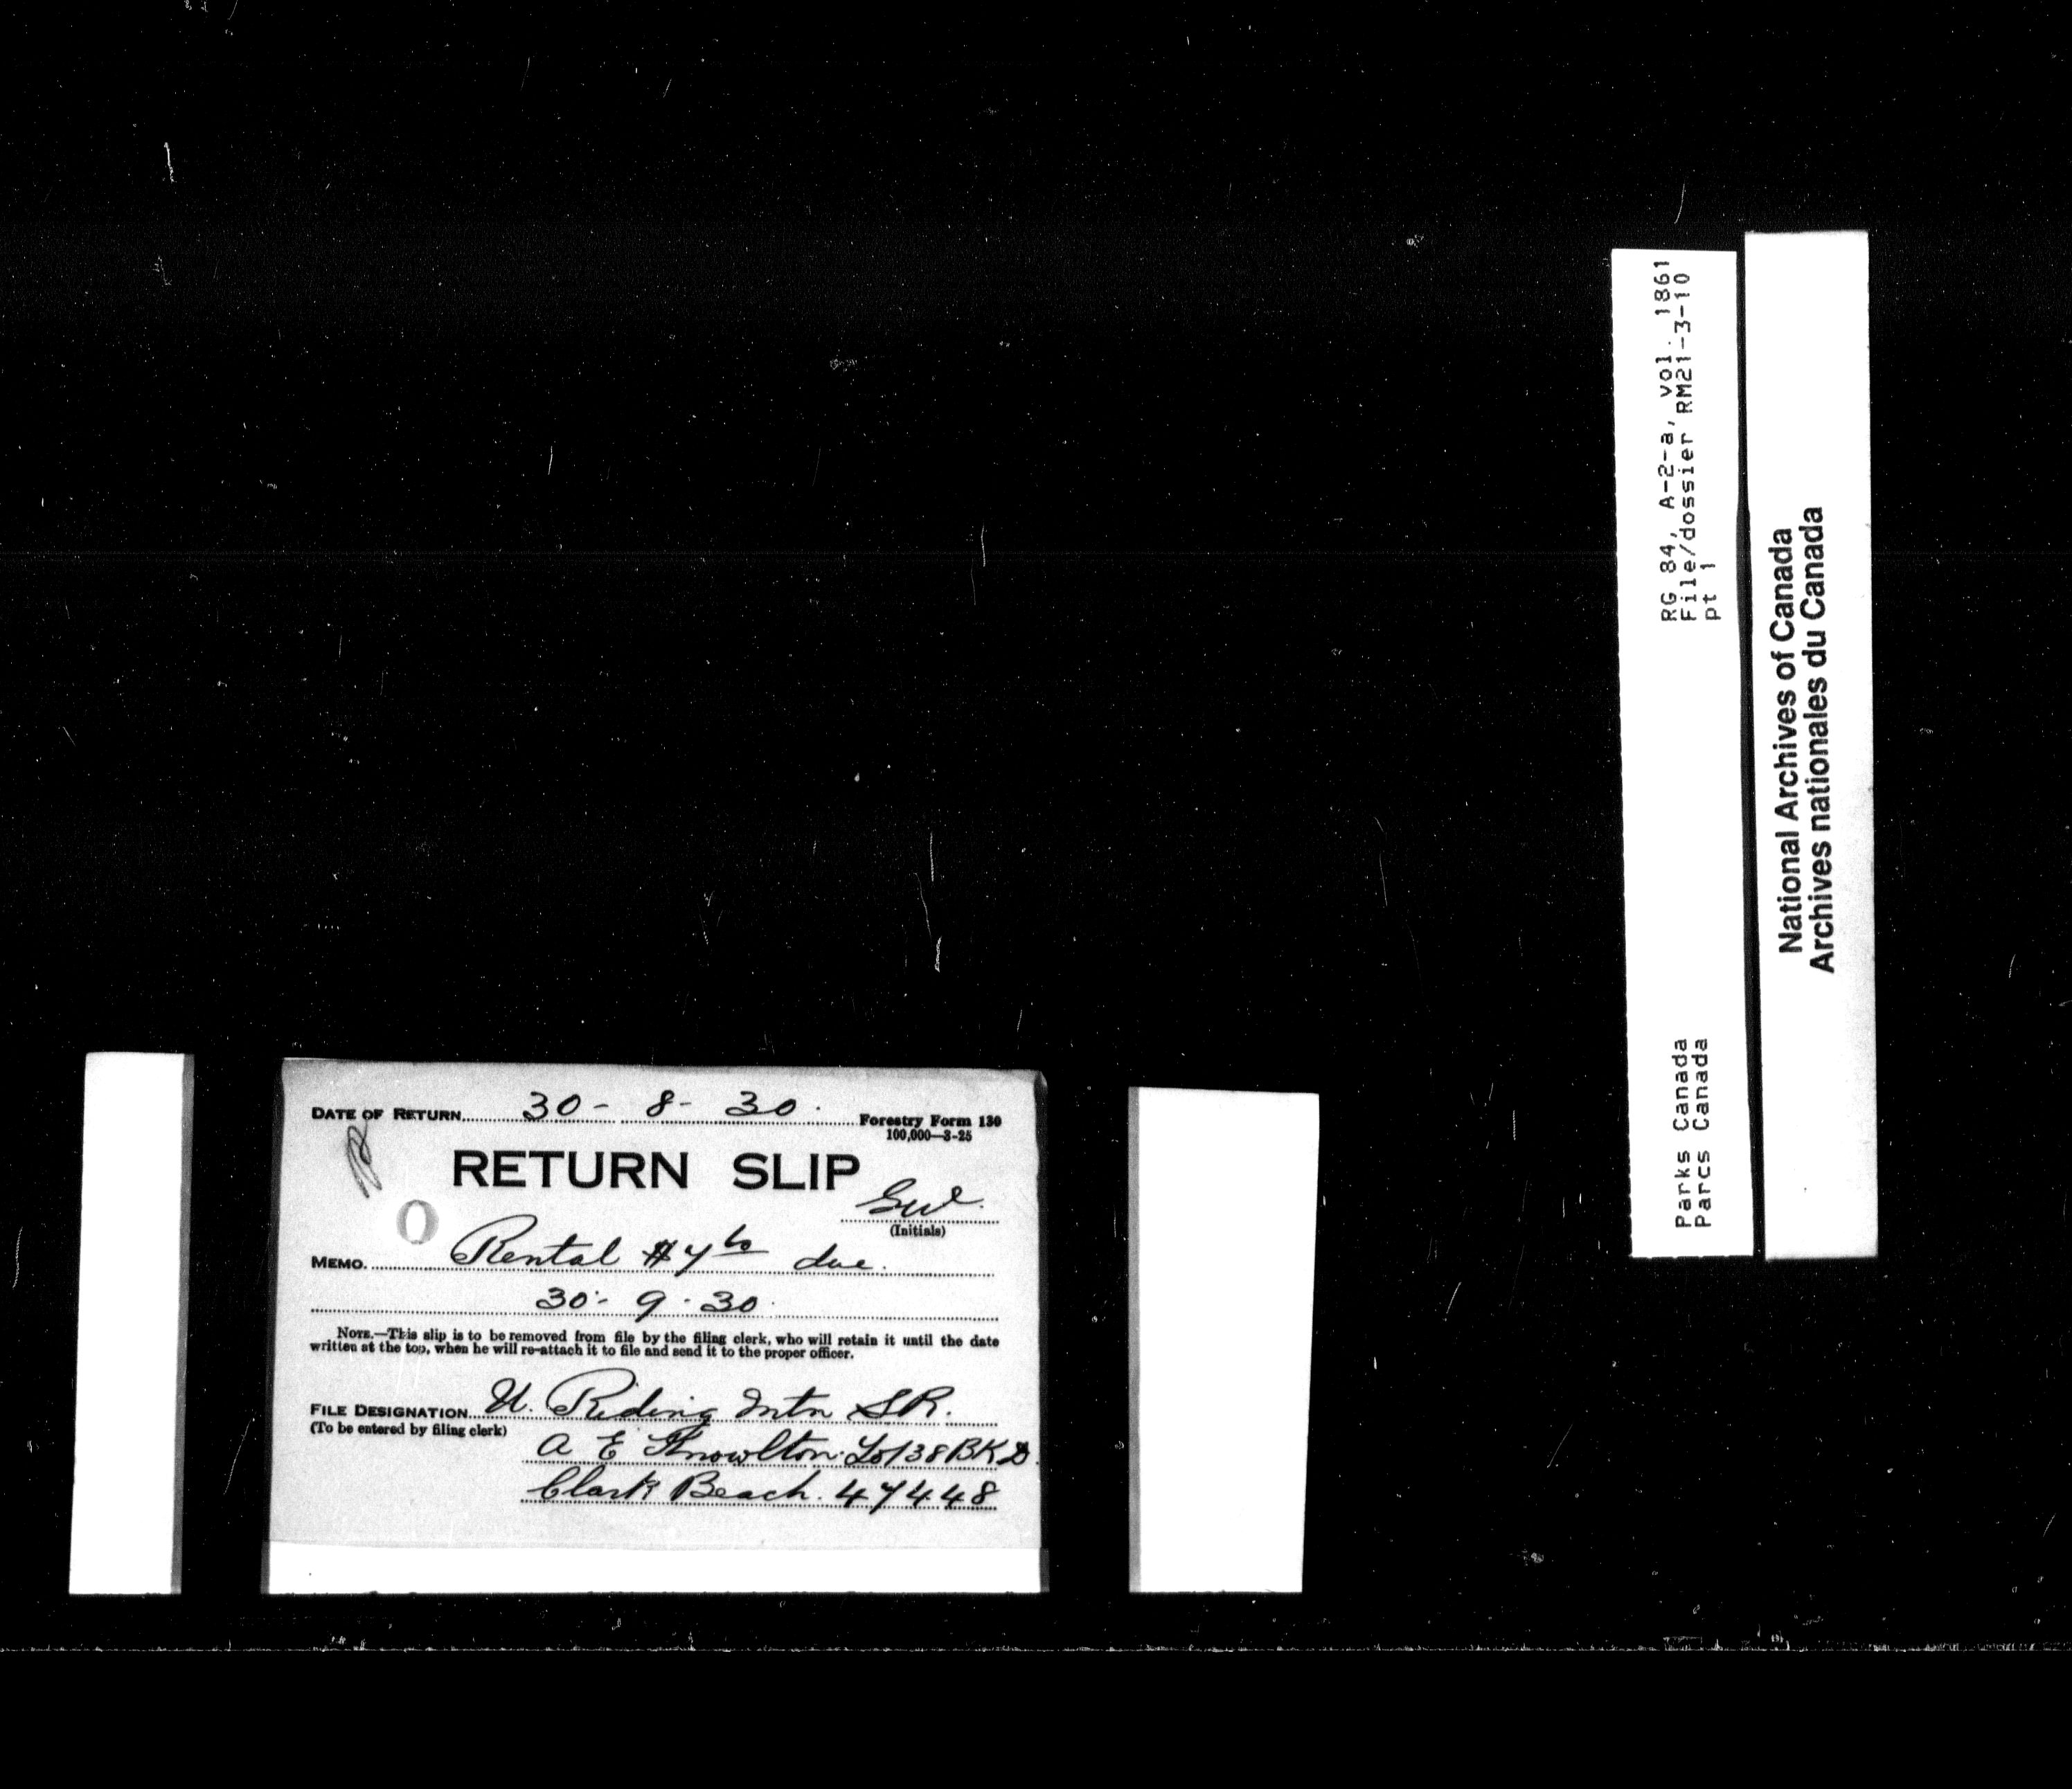 DATE OF RETURN 30 - 8 - 30.
Forestry Form 130
100,000—3-25
RETURN SLIP
(Initials)
MEMO. Rental $7 due.
30 - 9 - 30
NOTE.—This slip is to be removed from file by the filing clerk, who will retain it until the date
written at the top, when he will re-attach it to file and send it to the proper officer.
FILE DESIGNATION Riding Mtn
(To be entered by filing clerk)
A E Knowlton Lot 38 BK
Clark Beach. 47448
RG 84, A-2-a, vol. 1861
File/dossier RM21-3-10
pt 1
Parks Canada
Parcs Canada
National Archives of Canada
Archives nationales du Canada